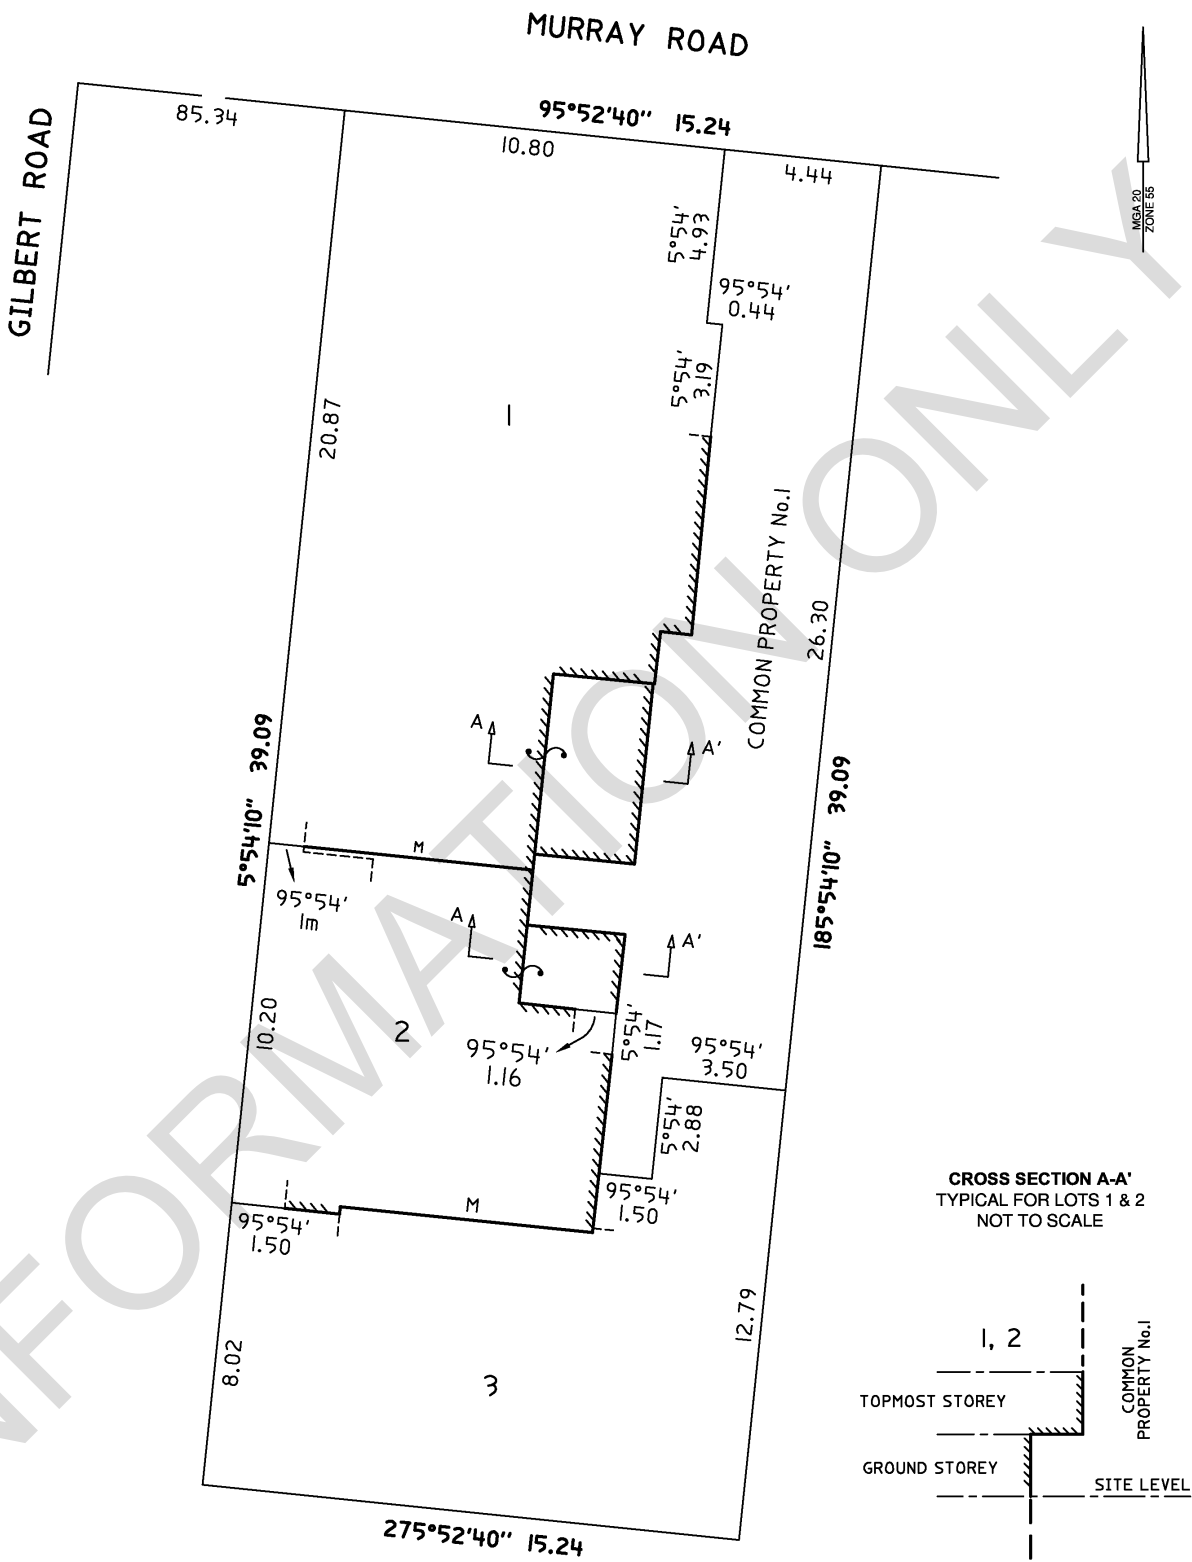 MURRAY ROAD
GILBERT ROAD
85.34
95°52'40" 15.24
10.80
4.44
MGA 20
ZONE 55
5°54'
4.93
95°54'
0.44
5°54'
3.19
1
20.87
COMMON PROPERTY No.1
26.30
A
A'
5°54'10" 39.09
185°54'10" 39.09
M
95°54'
1m
A
A'
10.20
2
95°54'
1.16
5°54'
1.17
95°54'
3.50
5°54'
2.88
95°54'
1.50
M
95°54'
1.50
8.02
12.79
3
275°52'40" 15.24
CROSS SECTION A-A'
TYPICAL FOR LOTS 1 & 2
NOT TO SCALE
1, 2
COMMON
PROPERTY No.1
TOPMOST STOREY
GROUND STOREY
SITE LEVEL
NFORMATION ONLY